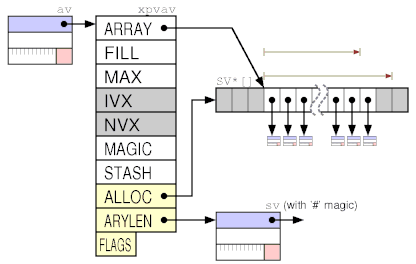 av
xpvav
ARRAY
FILL
MAX
IVX
NVX
MAGIC
STASH
ALLOC
ARYLEN
FLAGS
SV*[]
sv (with '#' magic)